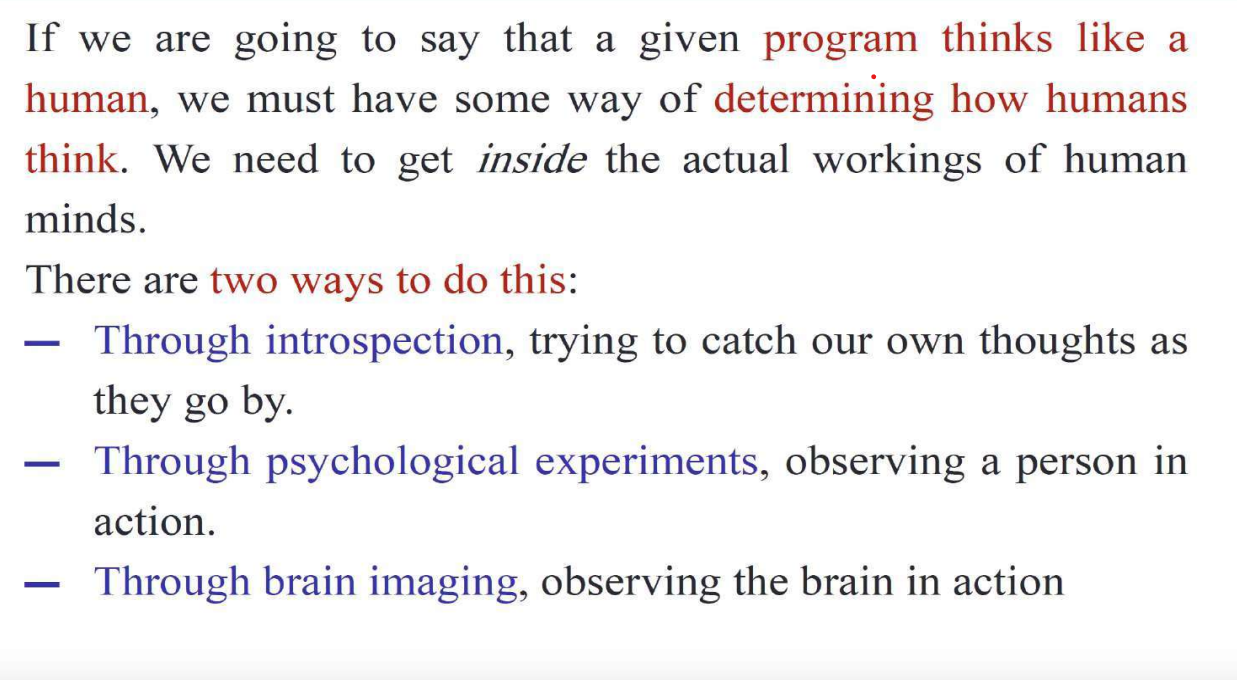 If we are going to say that a given program thinks like a
human, we must have some way of determining how humans
think. We need to get inside the actual workings of human
minds.
There are two ways to do this:
— Through introspection, trying to catch our own thoughts as
they go by.
— Through psychological experiments, observing a person in
action.
— Through brain imaging, observing the brain in action